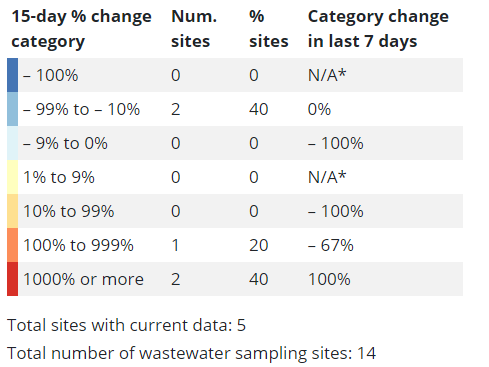 15-day % change category Num. sites % sites Category change in last 7 days
– 100% 0 0 N/A*
– 99% to – 10% 2 40 0%
– 9% to 0% 0 0 – 100%
1% to 9% 0 0 N/A*
10% to 99% 0 0 – 100%
100% to 999% 1 20 – 67%
1000% or more 2 40 100%
Total sites with current data: 5
Total number of wastewater sampling sites: 14